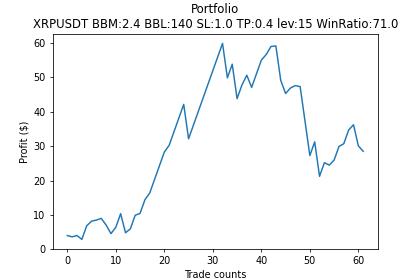 Portfolio
XRPUSDT BBM:2.4 BBL:140 SL:1.0 TP:0.4 lev:15 WinRatio:71.0
60
50
40
30
20
10
0
Profit ($)
0 10 20 30 40 50 60
Trade counts